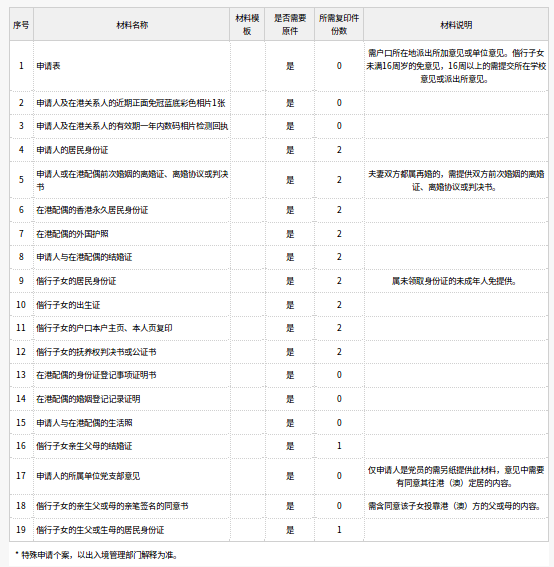 序号 材料名称 材料模板 是否需要原件 所需复印件份数 材料说明
1 申请表 是 0 需户口所在地派出所加意见或单位意见。偕行子女未满16周岁的免意见，16周以上的需提交所在学校意见或派出所意见。
2 申请人及在港关系人的近期正面免冠蓝底彩色相片1张 是 0
3 申请人及在港关系人的有效期一年内数码相片检测回执 是 0
4 申请人的居民身份证 是 2
5 申请人或在港配偶前次婚姻的离婚证、离婚协议或判决书 是 2 夫妻双方都属再婚的，需提供双方前次婚姻的离婚证、离婚协议或判决书。
6 在港配偶的香港永久居民身份证 是 2
7 在港配偶的外国护照 是 2
8 申请人与在港配偶的结婚证 是 2
9 偕行子女的居民身份证 是 2 属未领取身份证的未成年人免提供。
10 偕行子女的出生证 是 2
11 偕行子女的户口本户主页、本人页复印 是 2
12 偕行子女的抚养权判决书或公证书 是 2
13 在港配偶的身份证登记事项证明书 是 0
14 在港配偶的婚姻登记记录证明 是 0
15 申请人与在港配偶的生活照 是 0
16 偕行子女亲生父母的结婚证 是 1
17 申请人的所属单位党支部意见 是 0 仅申请人是党员的需另纸提供此材料，意见中需要有同意其往港（澳）定居的内容。
18 偕行子女的亲生父或母的亲笔签名的同意书 是 0 需含同意该子女投靠港（澳）方的父或母的内容。
19 偕行子女的生父或生母的居民身份证 是 1
* 特殊申请个案，以出入境管理部门解释为准。